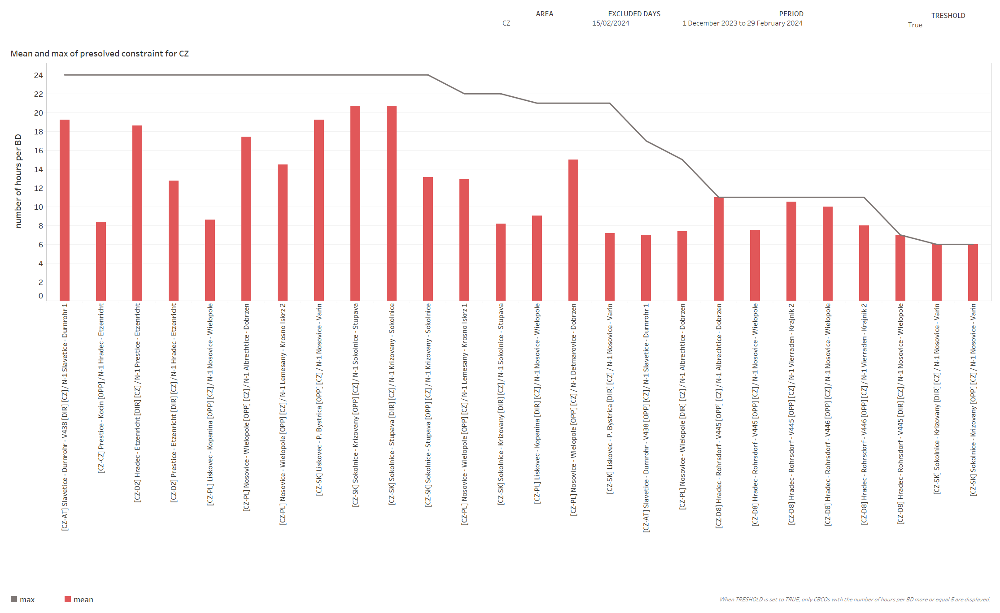 AREA
CZ
EXCLUDED DAYS
15/02/2024
PERIOD
1 December 2023 to 29 February 2024
TRESHOLD
True
Mean and max of presolved constraint for CZ
number of hours per BD
24
22
20
18
16
14
12
10
8
6
4
2
0
[CZ-AT] Slavetice - Durnrohr - V438 [DIR] [CZ] / N-1 Slavetice - Durnrohr 1
[CZ-CZ] Prestice - Kocin [OPP] / N-1 Hradec - Etzenricht
[CZ-D2] Hradec - Etzenricht [DIR] [CZ] / N-1 Prestice - Etzenricht
[CZ-D2] Prestice - Etzenricht [DIR] [CZ] / N-1 Hradec - Etzenricht
[CZ-PL] Liskovec - Kopanina [OPP] [CZ] / N-1 Nosovice - Wielopole
[CZ-PL] Nosovice - Wielopole [OPP] [CZ] / N-1 Albrechtice - Dobrzen
[CZ-PL] Nosovice - Wielopole [OPP] [CZ] / N-1 Lemesany - Krosno Iskrz 2
[CZ-SK] Liskovec - P. Bystrica [OPP] [CZ] / N-1 Nosovice - Varin
[CZ-SK] Sokolnice - Krizovany [OPP] [CZ] / N-1 Sokolnice - Stupava
[CZ-SK] Sokolnice - Stupava [DIR] [CZ] / N-1 Krizovany - Sokolnice
[CZ-SK] Sokolnice - Stupava [OPP] [CZ] / N-1 Krizovany - Sokolnice
[CZ-PL] Nosovice - Wielopole [OPP] [CZ] / N-1 Lemesany - Krosno Iskrz 1
[CZ-SK] Sokolnice - Krizovany [DIR] [CZ] / N-1 Sokolnice - Stupava
[CZ-PL] Liskovec - Kopanina [DIR] [CZ] / N-1 Nosovice - Wielopole
[CZ-PL] Nosovice - Wielopole [OPP] [CZ] / N-1 Detmarovice - Dobrzen
[CZ-SK] Liskovec - P. Bystrica [DIR] [CZ] / N-1 Nosovice - Varin
[CZ-AT] Slavetice - Durnrohr - V438 [OPP] [CZ] / N-1 Slavetice - Durnrohr 1
[CZ-PL] Nosovice - Wielopole [DIR] [CZ] / N-1 Albrechtice - Dobrzen
[CZ-D8] Hradec - Rohrsdorf - V445 [OPP] [CZ] / N-1 Albrechtice - Dobrzen
[CZ-D8] Hradec - Rohrsdorf - V445 [OPP] [CZ] / N-1 Nosovice - Wielopole
[CZ-D8] Hradec - Rohrsdorf - V445 [OPP] [CZ] / N-1 Vierraden - Krajnik 2
[CZ-D8] Hradec - Rohrsdorf - V446 [OPP] [CZ] / N-1 Nosovice - Wielopole
[CZ-D8] Hradec - Rohrsdorf - V446 [OPP] [CZ] / N-1 Vierraden - Krajnik 2
[CZ-D8] Hradec - Rohrsdorf - V445 [DIR] [CZ] / N-1 Nosovice - Wielopole
[CZ-SK] Sokolnice - Krizovany [DIR] [CZ] / N-1 Nosovice - Varin
[CZ-SK] Sokolnice - Krizovany [OPP] [CZ] / N-1 Nosovice - Varin
max
mean
When TRESHOLD is set to TRUE, only CBCOs with the number of hours per BD more or equal 5 are displayed.